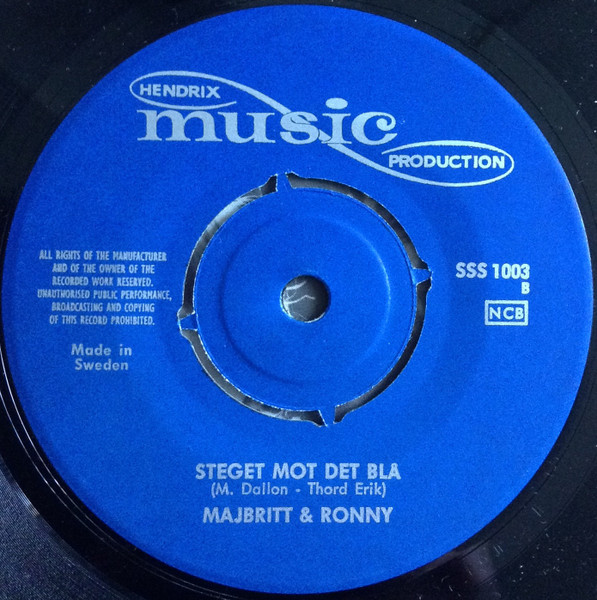 HENDRIX
music
PRODUCTION
ALL RIGHTS OF THE MANUFACTURER
AND OF THE OWNER OF THE
RECORDED WORK RESERVED.
UNAUTHORISED PUBLIC PERFORMANCE,
BROADCASTING AND COPYING
OF THIS RECORD PROHIBITED.
Made in
Sweden
SSS 1003
B
NCB
STEGET MOT DET BLÅ
(M. Dallon - Thord Erik)
MAJBRITT & RONNY